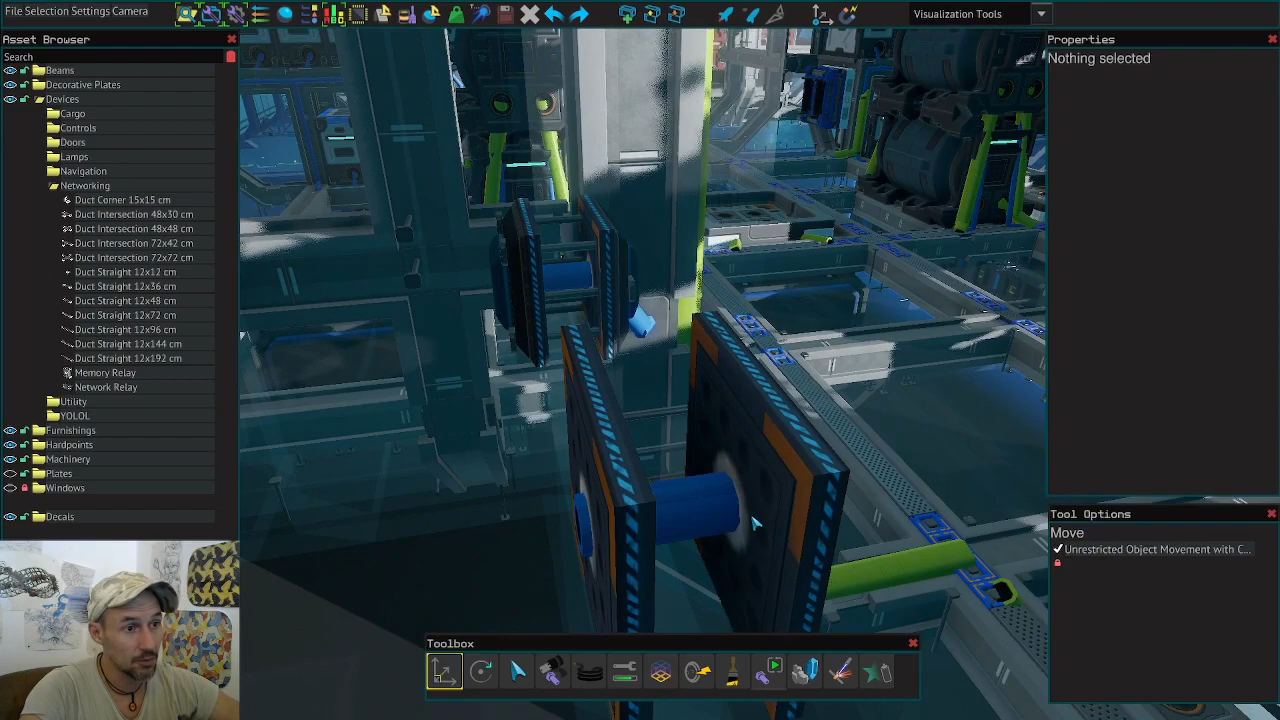 File Selection Settings Camera
Visualization Tools
Asset Browser
Search
Beams
Decorative Plates
Devices
Cargo
Controls
Doors
Lamps
Navigation
Networking
Duct Corner 15x15 cm
Duct Intersection 48x30 cm
Duct Intersection 48x48 cm
Duct Intersection 72x42 cm
Duct Intersection 72x72 cm
Duct Straight 12x12 cm
Duct Straight 12x36 cm
Duct Straight 12x48 cm
Duct Straight 12x72 cm
Duct Straight 12x96 cm
Duct Straight 12x144 cm
Duct Straight 12x192 cm
Memory Relay
Network Relay
Utility
YOLOL
Furnishings
Hardpoints
Machinery
Plates
Windows
Decals
Properties
Nothing selected
Tool Options
Move
Unrestricted Object Movement with C...
Toolbox